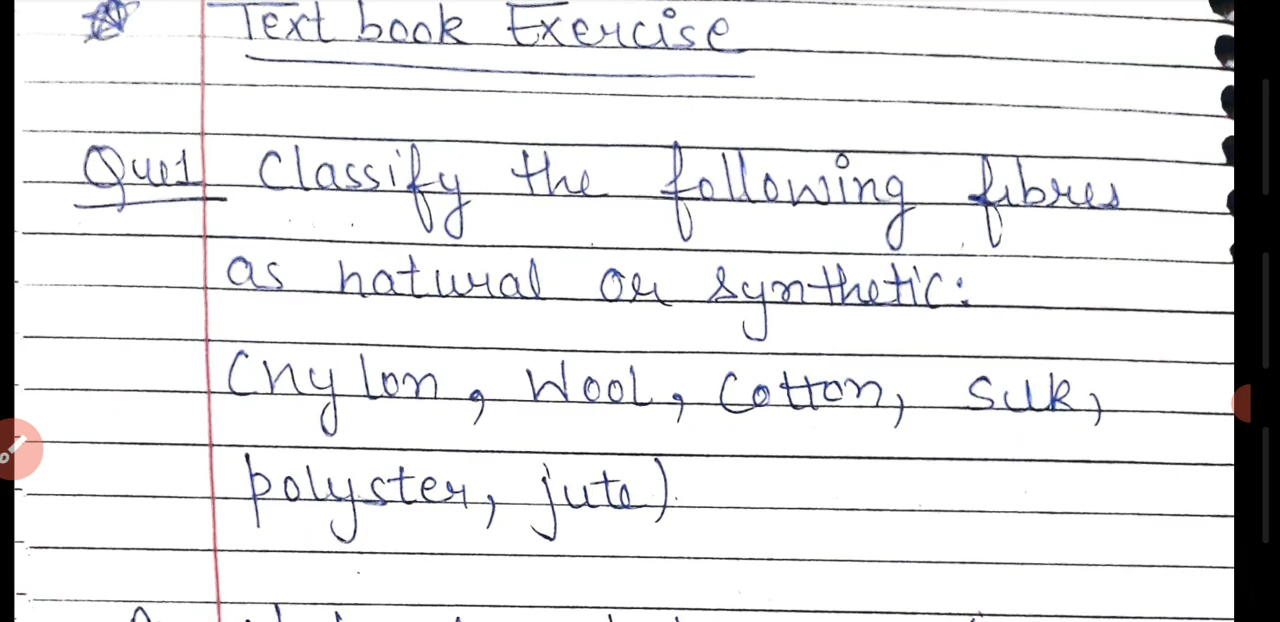 Text book Exercise
Que1 Classify the following fibres
as natural or synthetic:
(nylon, Wool, Cotton, silk,
polyster, jute)